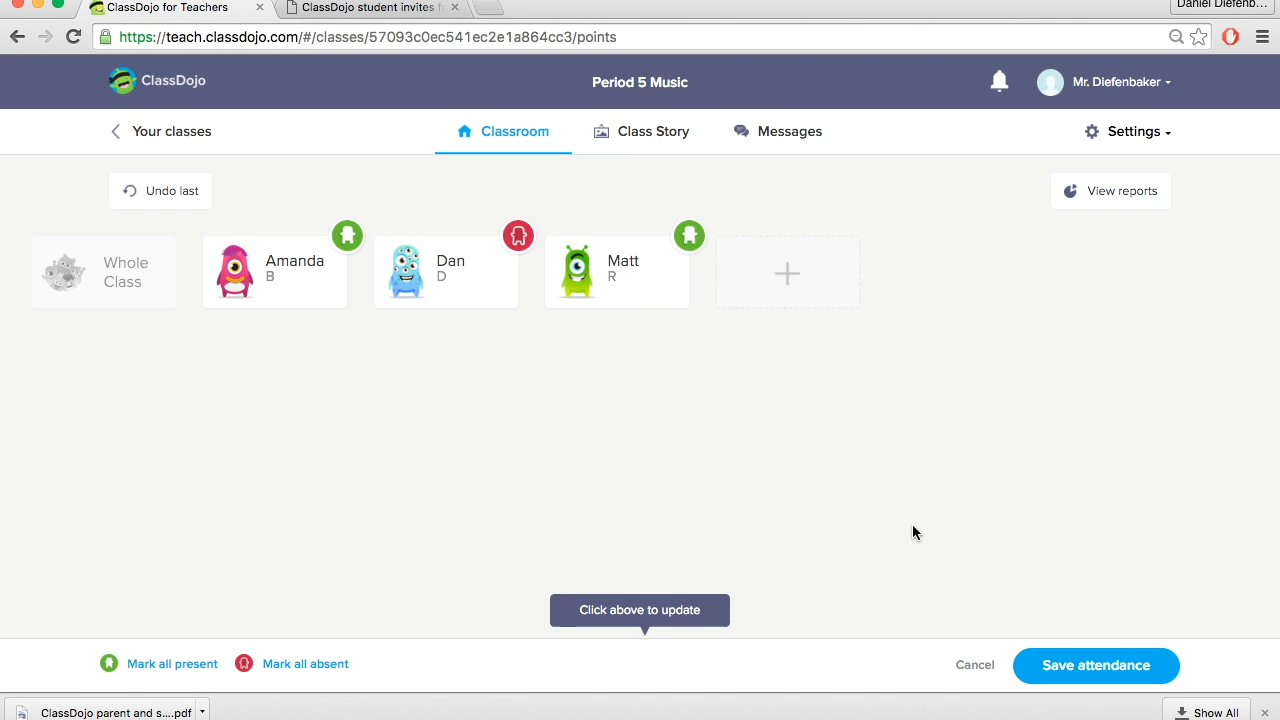 ClassDojo for Teachers
ClassDojo student invites f
Daniel Diefenb...
https://teach.classdojo.com/#/classes/57093c0ec541ec2e1a864cc3/points
ClassDojo
Period 5 Music
Mr. Diefenbaker
Your classes
Classroom
Class Story
Messages
Settings
Undo last
View reports
Whole
Class
Amanda
B
Dan
D
Matt
R
Click above to update
Mark all present
Mark all absent
Cancel
Save attendance
ClassDojo parent and s....pdf
Show All